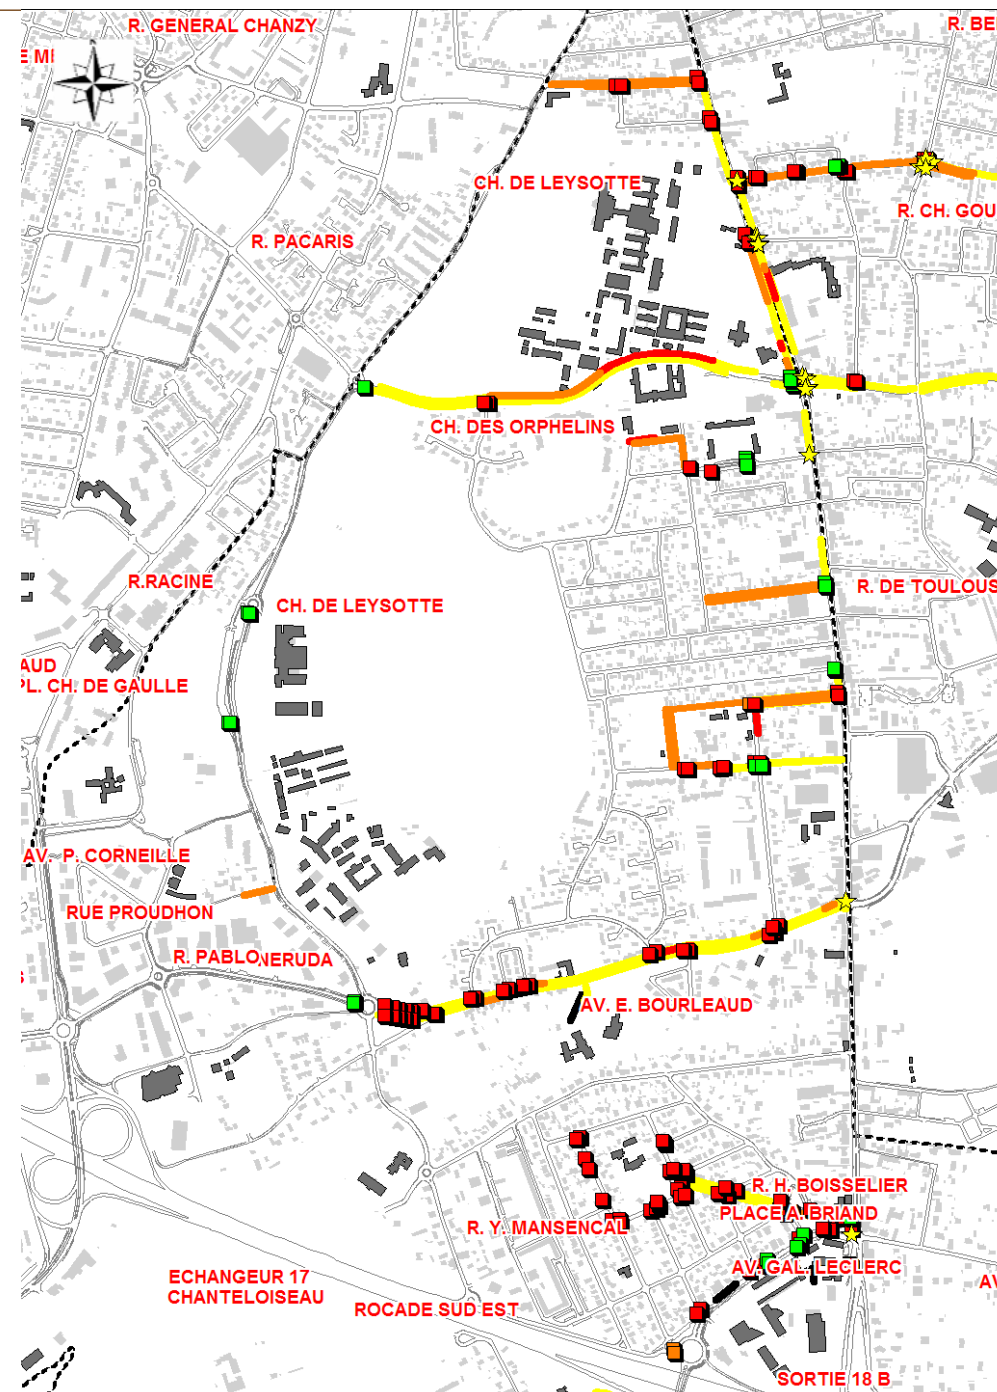 R. GENERAL CHANZY
R. BE
E MI
CH. DE LEYSOTTE
R. CH. GOU
R. PACARIS
CH. DES ORPHELINS
R.RACINE
CH. DE LEYSOTTE
R. DE TOULOUS
AUD
PL. CH. DE GAULLE
AV. P. CORNEILLE
RUE PROUDHON
R. PABLO NERUDA
AV. E. BOURLEAUD
R. H. BOISSELIER
PLACE A. BRIAND
R. Y. MANSENCAL
AV. GAL. LECLERC
AV
ECHANGEUR 17
CHANTELOISEAU
ROCADE SUD EST
SORTIE 18 B